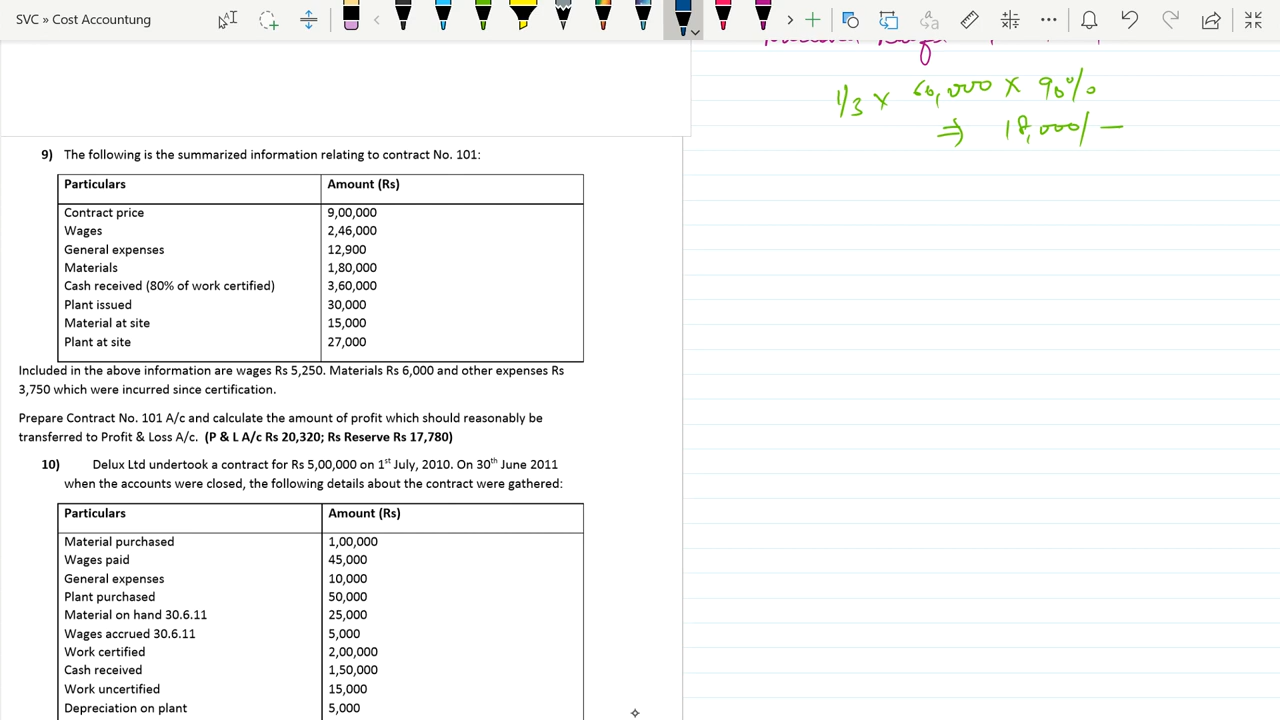 SVC » Cost Accountung
1/3 × 60,000 × 90%
⇒ 18,000/-
9) The following is the summarized information relating to contract No. 101:
Particulars Amount (Rs)
Contract price 9,00,000
Wages 2,46,000
General expenses 12,900
Materials 1,80,000
Cash received (80% of work certified) 3,60,000
Plant issued 30,000
Material at site 15,000
Plant at site 27,000
Included in the above information are wages Rs 5,250. Materials Rs 6,000 and other expenses Rs
3,750 which were incurred since certification.
Prepare Contract No. 101 A/c and calculate the amount of profit which should reasonably be
transferred to Profit & Loss A/c. (P & L A/c Rs 20,320; Rs Reserve Rs 17,780)
10) Delux Ltd undertook a contract for Rs 5,00,000 on 1st July, 2010. On 30th June 2011
when the accounts were closed, the following details about the contract were gathered:
Particulars Amount (Rs)
Material purchased 1,00,000
Wages paid 45,000
General expenses 10,000
Plant purchased 50,000
Material on hand 30.6.11 25,000
Wages accrued 30.6.11 5,000
Work certified 2,00,000
Cash received 1,50,000
Work uncertified 15,000
Depreciation on plant 5,000